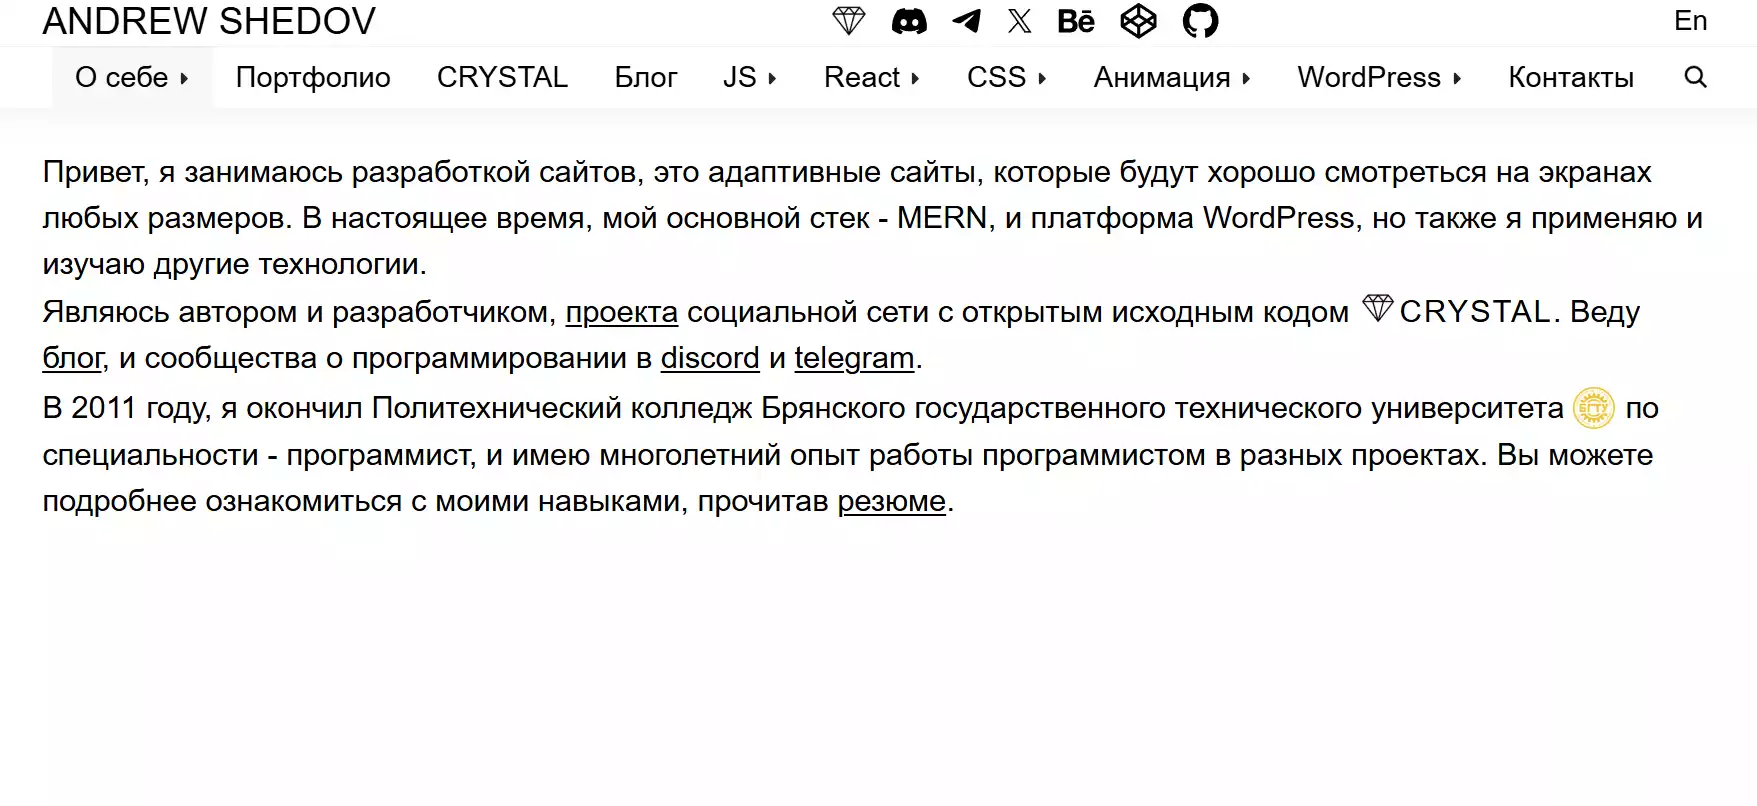 ANDREW SHEDOV
Bē
En
О себе
Портфолио
CRYSTAL
Блог
JS
React
CSS
Анимация
WordPress
Контакты
Привет, я занимаюсь разработкой сайтов, это адаптивные сайты, которые будут хорошо смотреться на экранах
любых размеров. В настоящее время, мой основной стек - MERN, и платформа WordPress, но также я применяю и
изучаю другие технологии.
Являюсь автором и разработчиком, проекта социальной сети с открытым исходным кодом CRYSTAL. Веду
блог, и сообщества о программировании в discord и telegram.
В 2011 году, я окончил Политехнический колледж Брянского государственного технического университета БГТУ по
специальности - программист, и имею многолетний опыт работы программистом в разных проектах. Вы можете
подробнее ознакомиться с моими навыками, прочитав резюме.